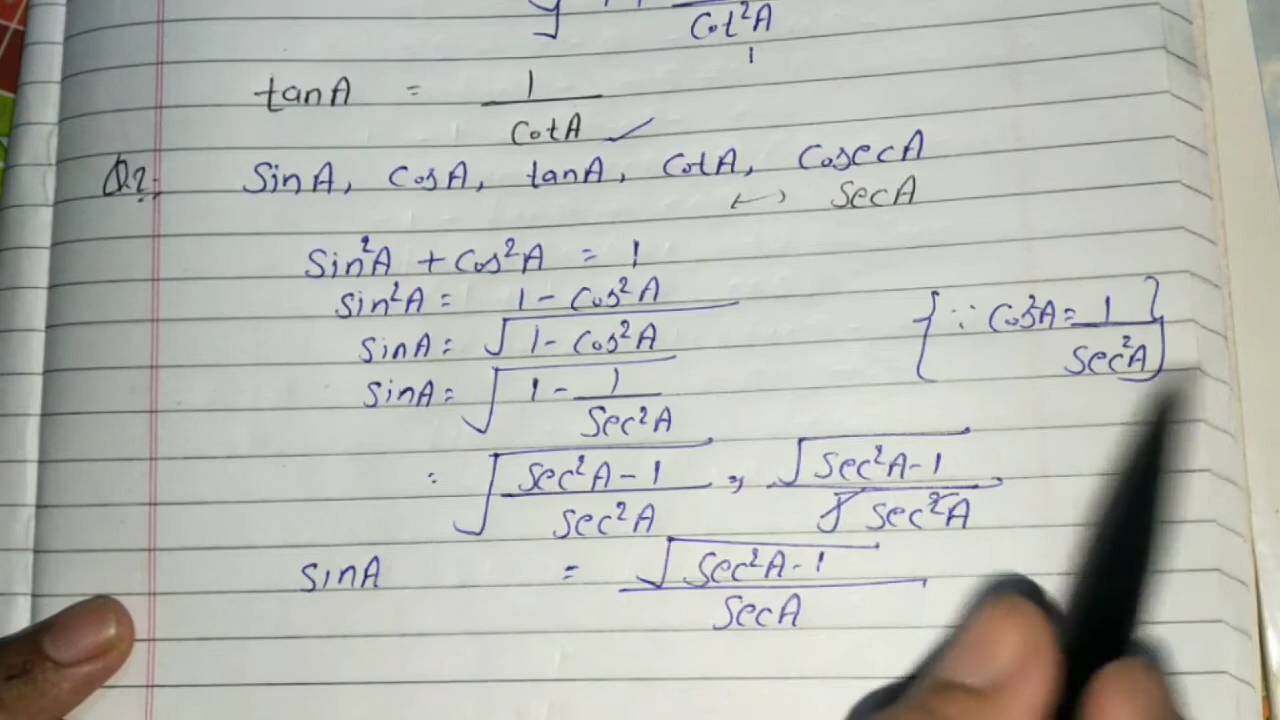 Cot²A
1
tanA = 1/CotA ✓
Q2. SinA, CosA, tanA, CotA, CosecA
↔ SecA
Sin²A + Cos²A = 1
Sin²A = 1 - Cos²A
SinA = √(1 - Cos²A)
{∵ Cos²A = 1/Sec²A}
SinA = √(1 - 1/Sec²A)
= √((Sec²A - 1)/Sec²A) , √(Sec²A - 1)/√Sec²A
SinA = √(Sec²A - 1)/SecA